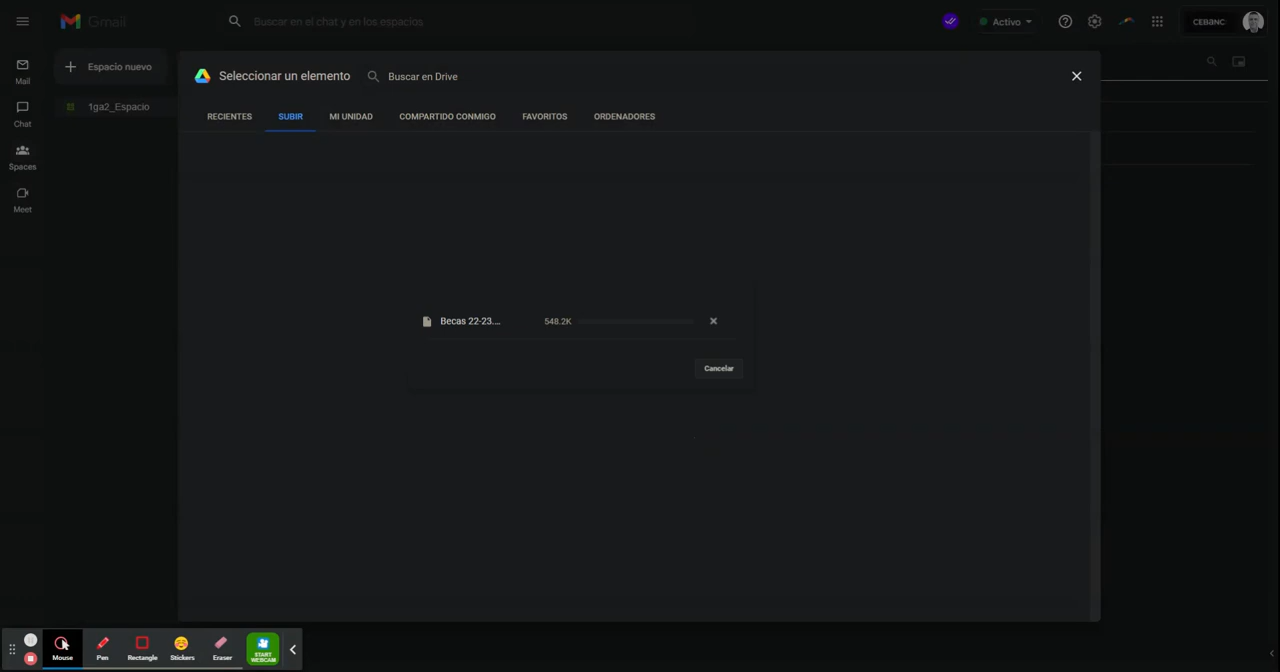 Gmail
Buscar en el chat y en los espacios
Activo
CEBANC
Mail
Espacio nuevo
Chat
1ga2_Espacio
Spaces
Meet
Seleccionar un elemento
Buscar en Drive
RECIENTES
SUBIR
MI UNIDAD
COMPARTIDO CONMIGO
FAVORITOS
ORDENADORES
Becas 22-23....
548.2K
Cancelar
Mouse
Pen
Rectangle
Stickers
Eraser
START
WEBCAM